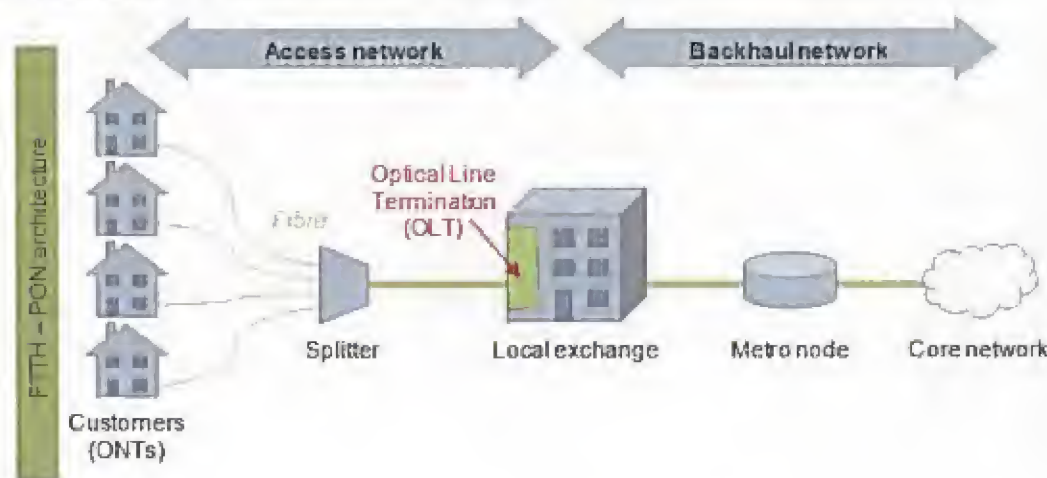 Access network
Backhaul network
FTTH – PON architecture
Optical Line
Termination
(OLT)
Fibre
Splitter
Local exchange
Metro node
Core network
Customers
(ONTs)